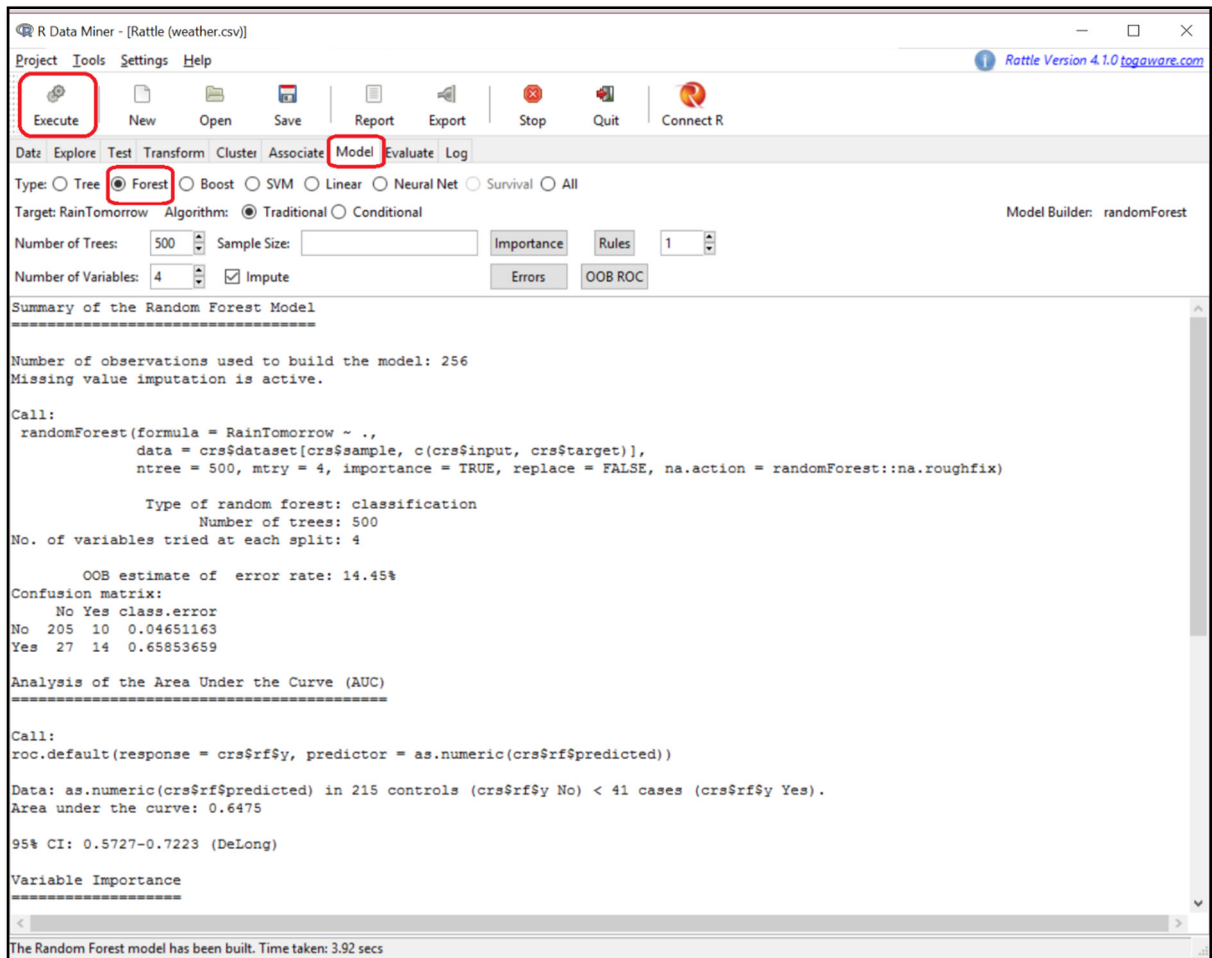 R Data Miner - [Rattle (weather.csv)]
Project Tools Settings Help Rattle Version 4.1.0 togaware.com
Execute New Open Save Report Export Stop Quit Connect R
Data Explore Test Transform Cluster Associate Model Evaluate Log
Type: Tree Forest Boost SVM Linear Neural Net Survival All
Target: RainTomorrow Algorithm: Traditional Conditional Model Builder: randomForest
Number of Trees: 500 Sample Size: Importance Rules 1
Number of Variables: 4 Impute Errors OOB ROC
Summary of the Random Forest Model
==================================
Number of observations used to build the model: 256
Missing value imputation is active.
Call:
randomForest(formula = RainTomorrow ~ .,
data = crs$dataset[crs$sample, c(crs$input, crs$target)],
ntree = 500, mtry = 4, importance = TRUE, replace = FALSE, na.action = randomForest::na.roughfix)
Type of random forest: classification
Number of trees: 500
No. of variables tried at each split: 4
OOB estimate of  error rate: 14.45%
Confusion matrix:
No Yes class.error
No 205 10 0.04651163
Yes 27 14 0.65853659
Analysis of the Area Under the Curve (AUC)
==========================================
Call:
roc.default(response = crs$rf$y, predictor = as.numeric(crs$rf$predicted))
Data: as.numeric(crs$rf$predicted) in 215 controls (crs$rf$y No) < 41 cases (crs$rf$y Yes).
Area under the curve: 0.6475
95% CI: 0.5727-0.7223 (DeLong)
Variable Importance
===================
The Random Forest model has been built. Time taken: 3.92 secs